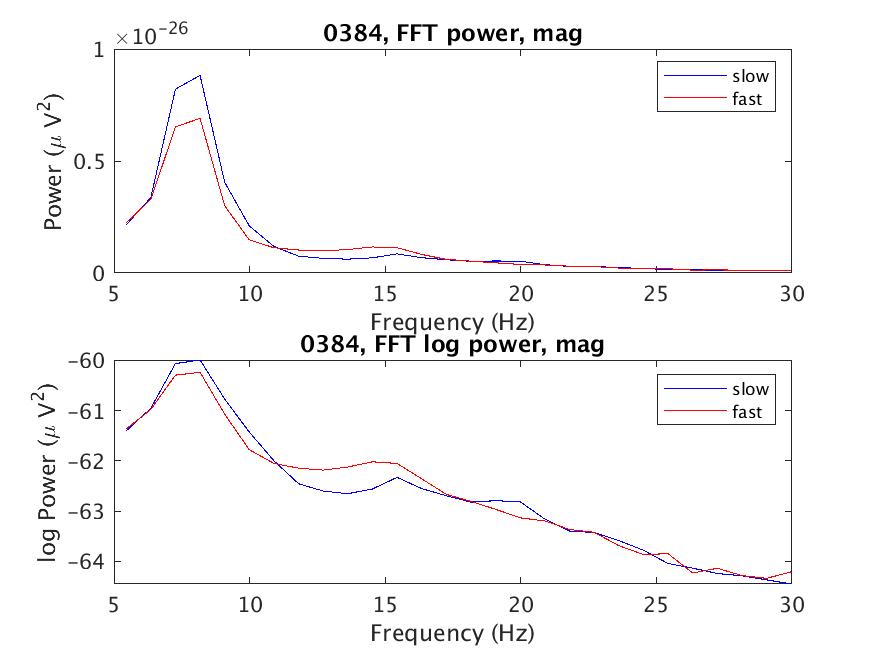 0384, FFT power, mag
×10^-26
1
0.5
0
Power (μ V^2)
slow
fast
5 10 15 20 25 30
Frequency (Hz)
0384, FFT log power, mag
-60
-61
-62
-63
-64
log Power (μ V^2)
slow
fast
5 10 15 20 25 30
Frequency (Hz)